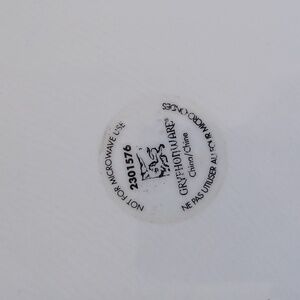 NOT FOR MICROWAVE USE
2301576
GRYPHONWARE
China/Chine
NE PAS UTILISER AU FOUR MICRO ONDES